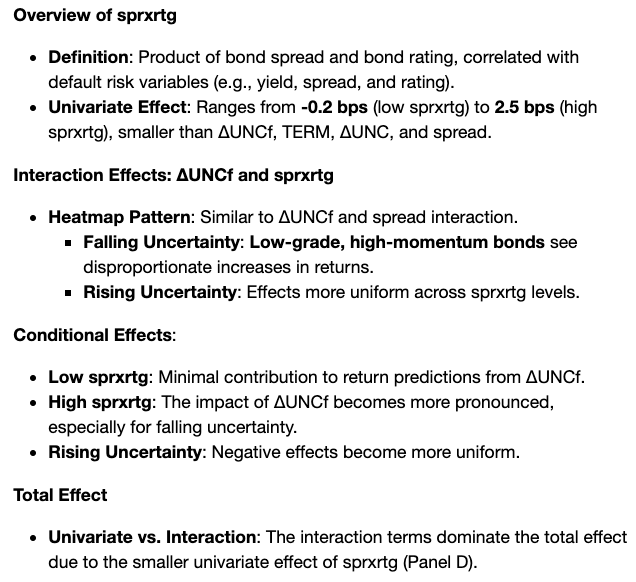 Overview of sprxrtg
• Definition: Product of bond spread and bond rating, correlated with
default risk variables (e.g., yield, spread, and rating).
• Univariate Effect: Ranges from -0.2 bps (low sprxrtg) to 2.5 bps (high
sprxrtg), smaller than ΔUNCf, TERM, ΔUNC, and spread.
Interaction Effects: ΔUNCf and sprxrtg
• Heatmap Pattern: Similar to ΔUNCf and spread interaction.
▪ Falling Uncertainty: Low-grade, high-momentum bonds see
disproportionate increases in returns.
▪ Rising Uncertainty: Effects more uniform across sprxrtg levels.
Conditional Effects:
• Low sprxrtg: Minimal contribution to return predictions from ΔUNCf.
• High sprxrtg: The impact of ΔUNCf becomes more pronounced,
especially for falling uncertainty.
• Rising Uncertainty: Negative effects become more uniform.
Total Effect
• Univariate vs. Interaction: The interaction terms dominate the total effect
due to the smaller univariate effect of sprxrtg (Panel D).